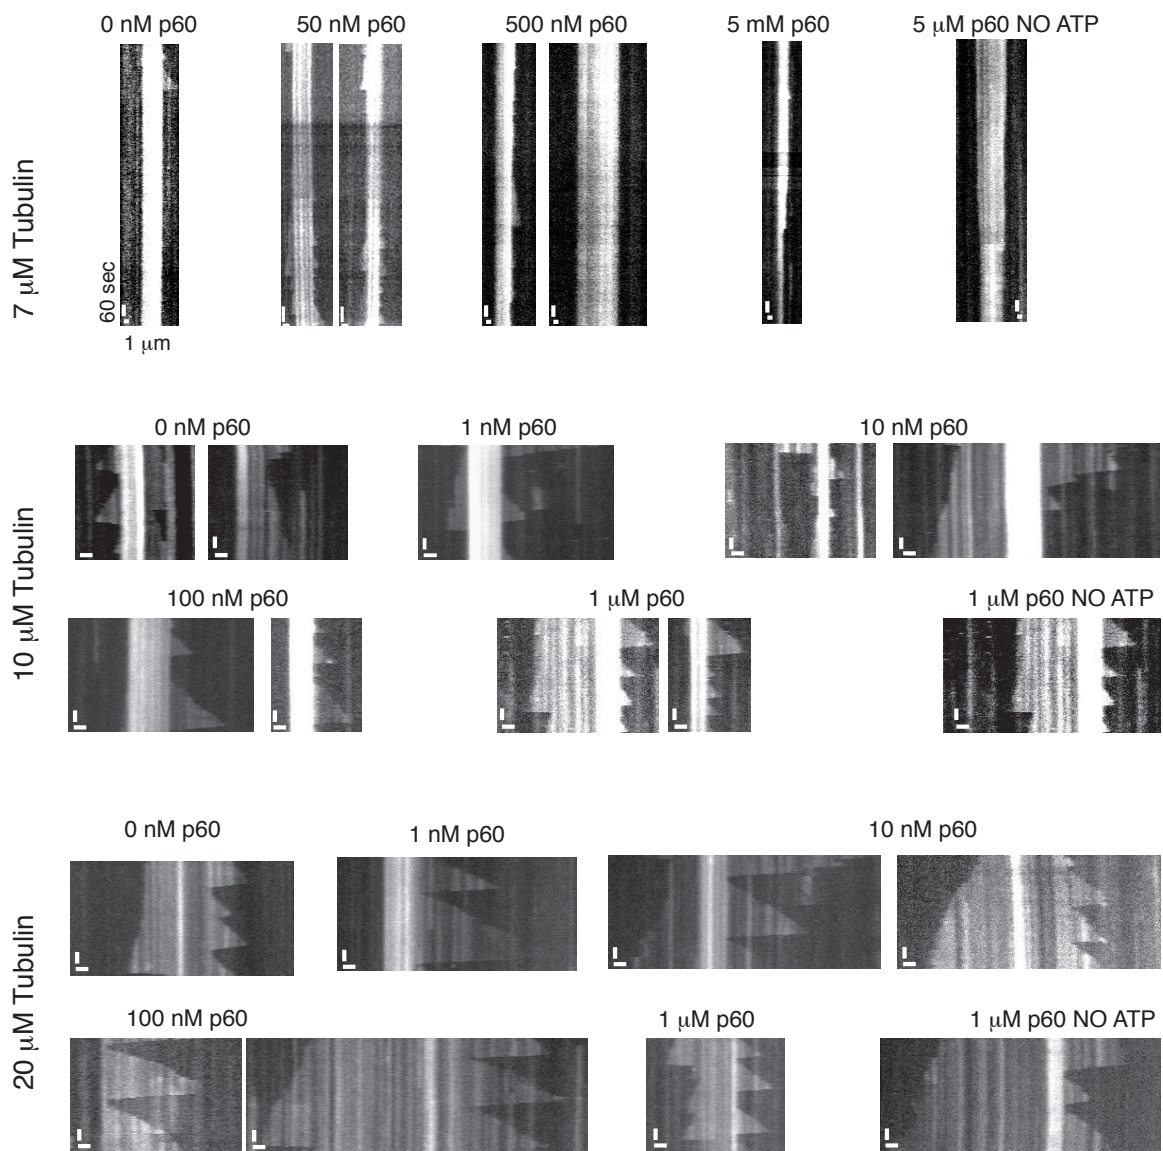 0 nM p60
50 nM p60
500 nM p60
5 mM p60
5 μM p60 NO ATP
7 μM Tubulin
60 sec
1 μm
0 nM p60
1 nM p60
10 nM p60
10 μM Tubulin
100 nM p60
1 μM p60
1 μM p60 NO ATP
0 nM p60
1 nM p60
10 nM p60
20 μM Tubulin
100 nM p60
1 μM p60
1 μM p60 NO ATP